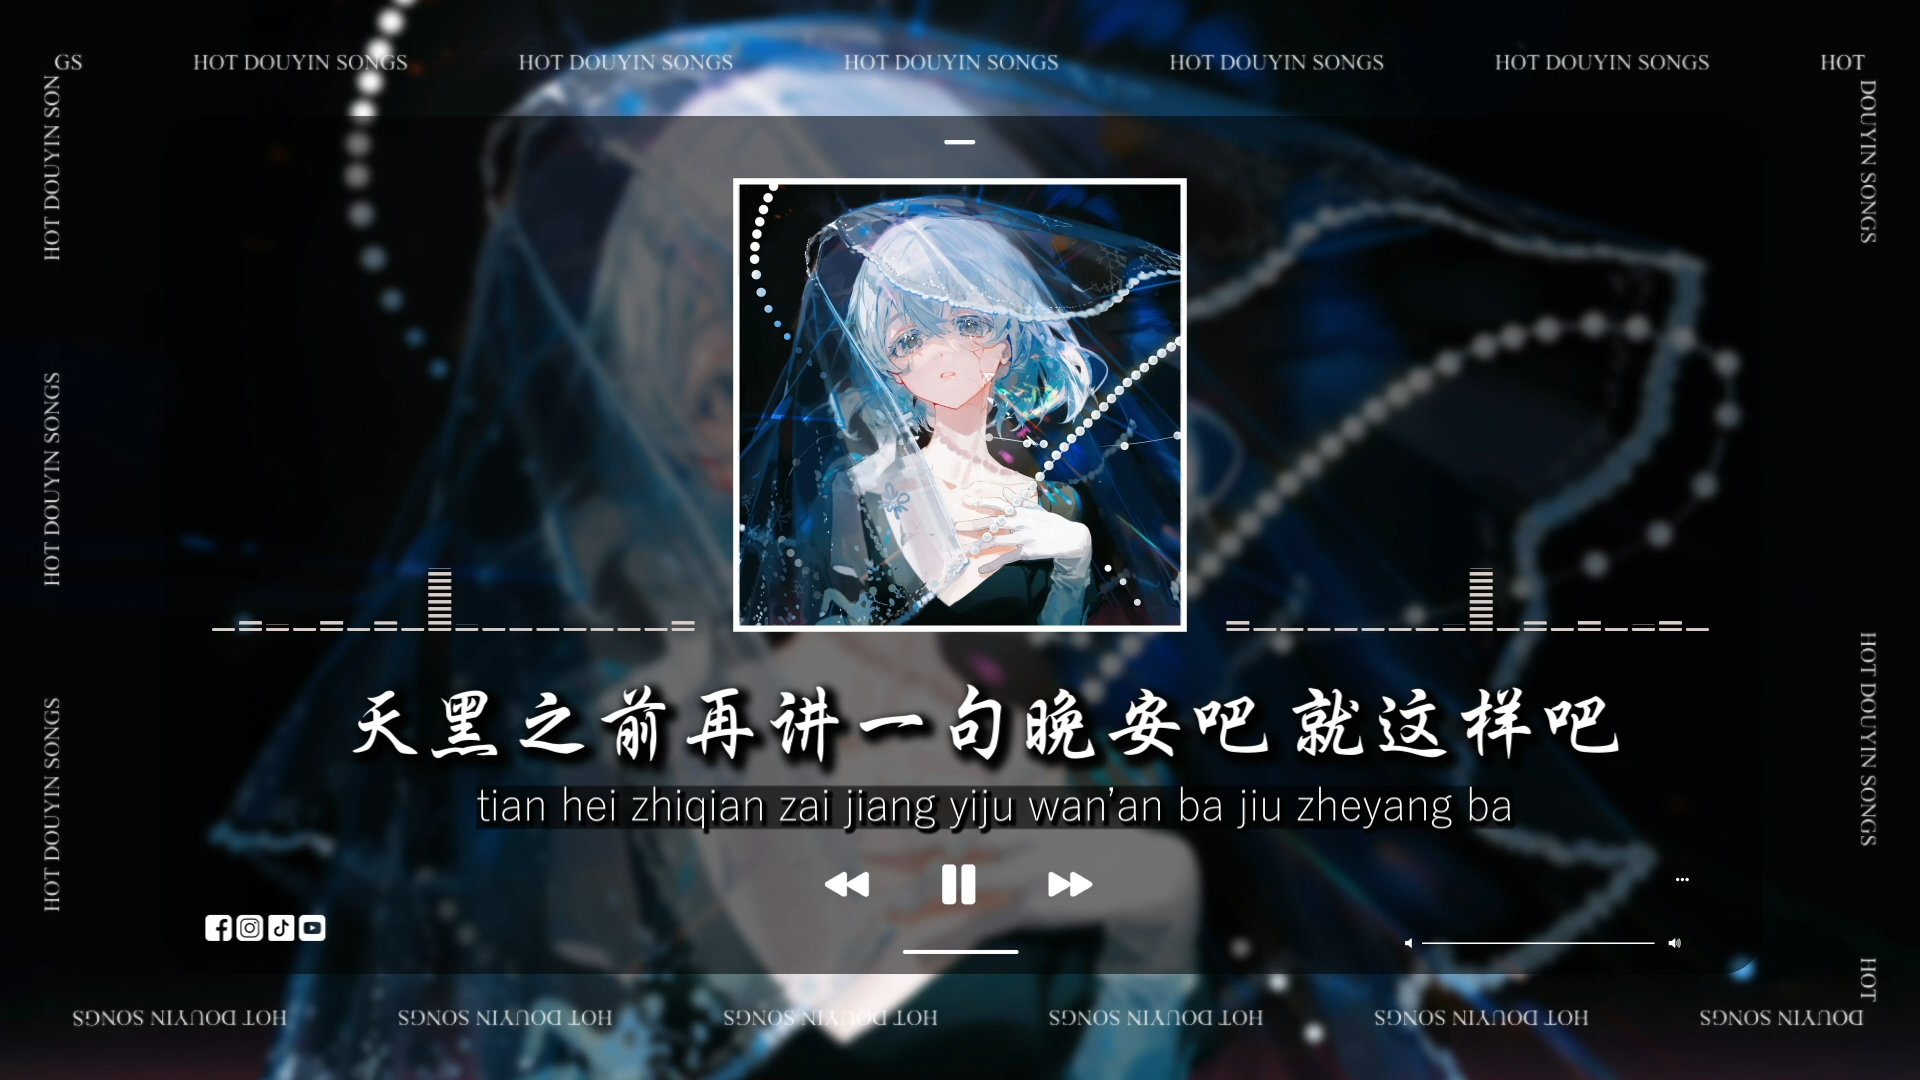 GS HOT DOUYIN SONGS HOT DOUYIN SONGS HOT DOUYIN SONGS HOT DOUYIN SONGS HOT DOUYIN SONGS HOT
DOUYIN SONGS
HOT DOUYIN SONGS
HOT
HOT DOUYIN SON
HOT DOUYIN SONGS
HOT DOUYIN SONGS
天黑之前再讲一句晚安吧 就这样吧
tian hei zhiqian zai jiang yiju wan'an ba jiu zheyang ba
HOT DOUYIN SONGS HOT DOUYIN SONGS HOT DOUYIN SONGS HOT DOUYIN SONGS HOT DOUYIN SONGS DOUYIN SONGS